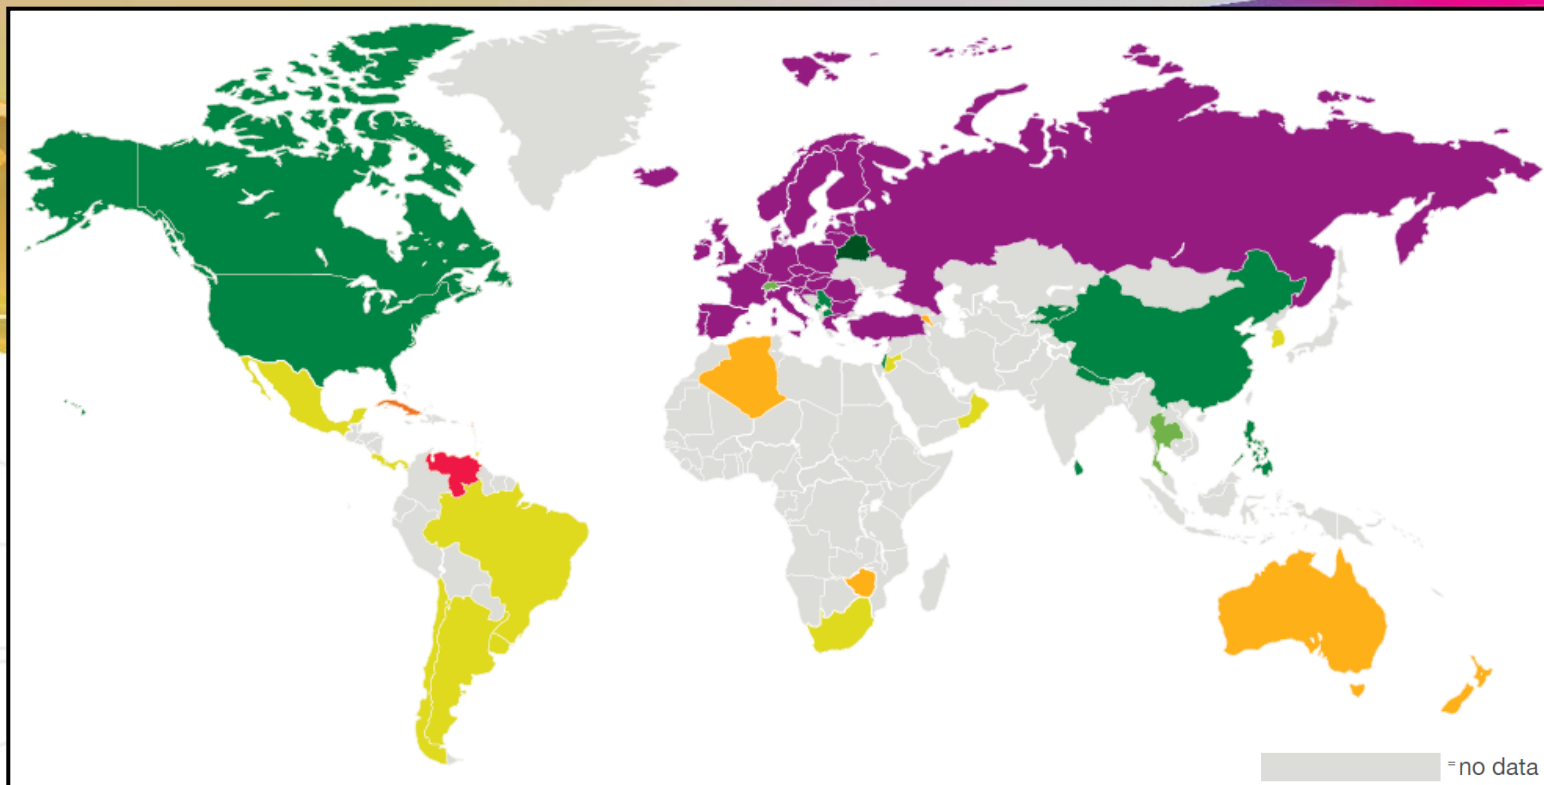 = no data